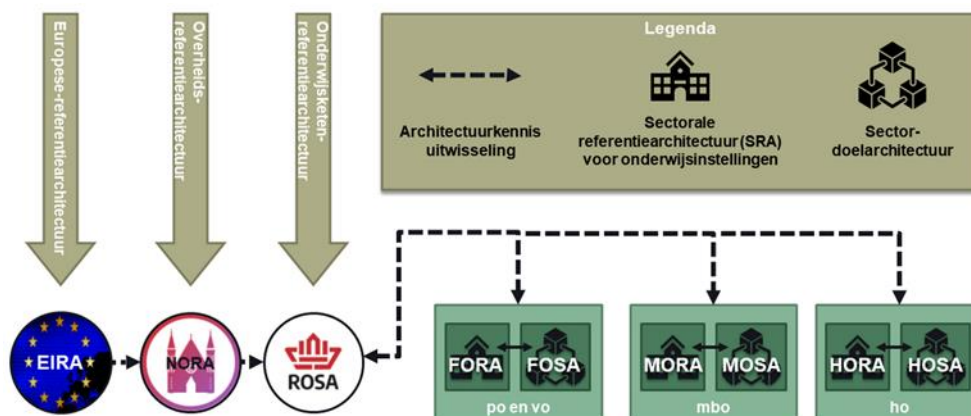 Europese-referentiearchitectuur
Overheids-
referentiearchitectuur
Onderwijsketen-
referentiearchitectuur
Legenda
Architectuurkennis
uitwisseling
Sectorale
referentiearchitectuur (SRA)
voor onderwijsinstellingen
Sector-
doelarchitectuur
EIRA
NORA
ROSA
FORA
FOSA
po en vo
MORA
MOSA
mbo
HORA
HOSA
ho